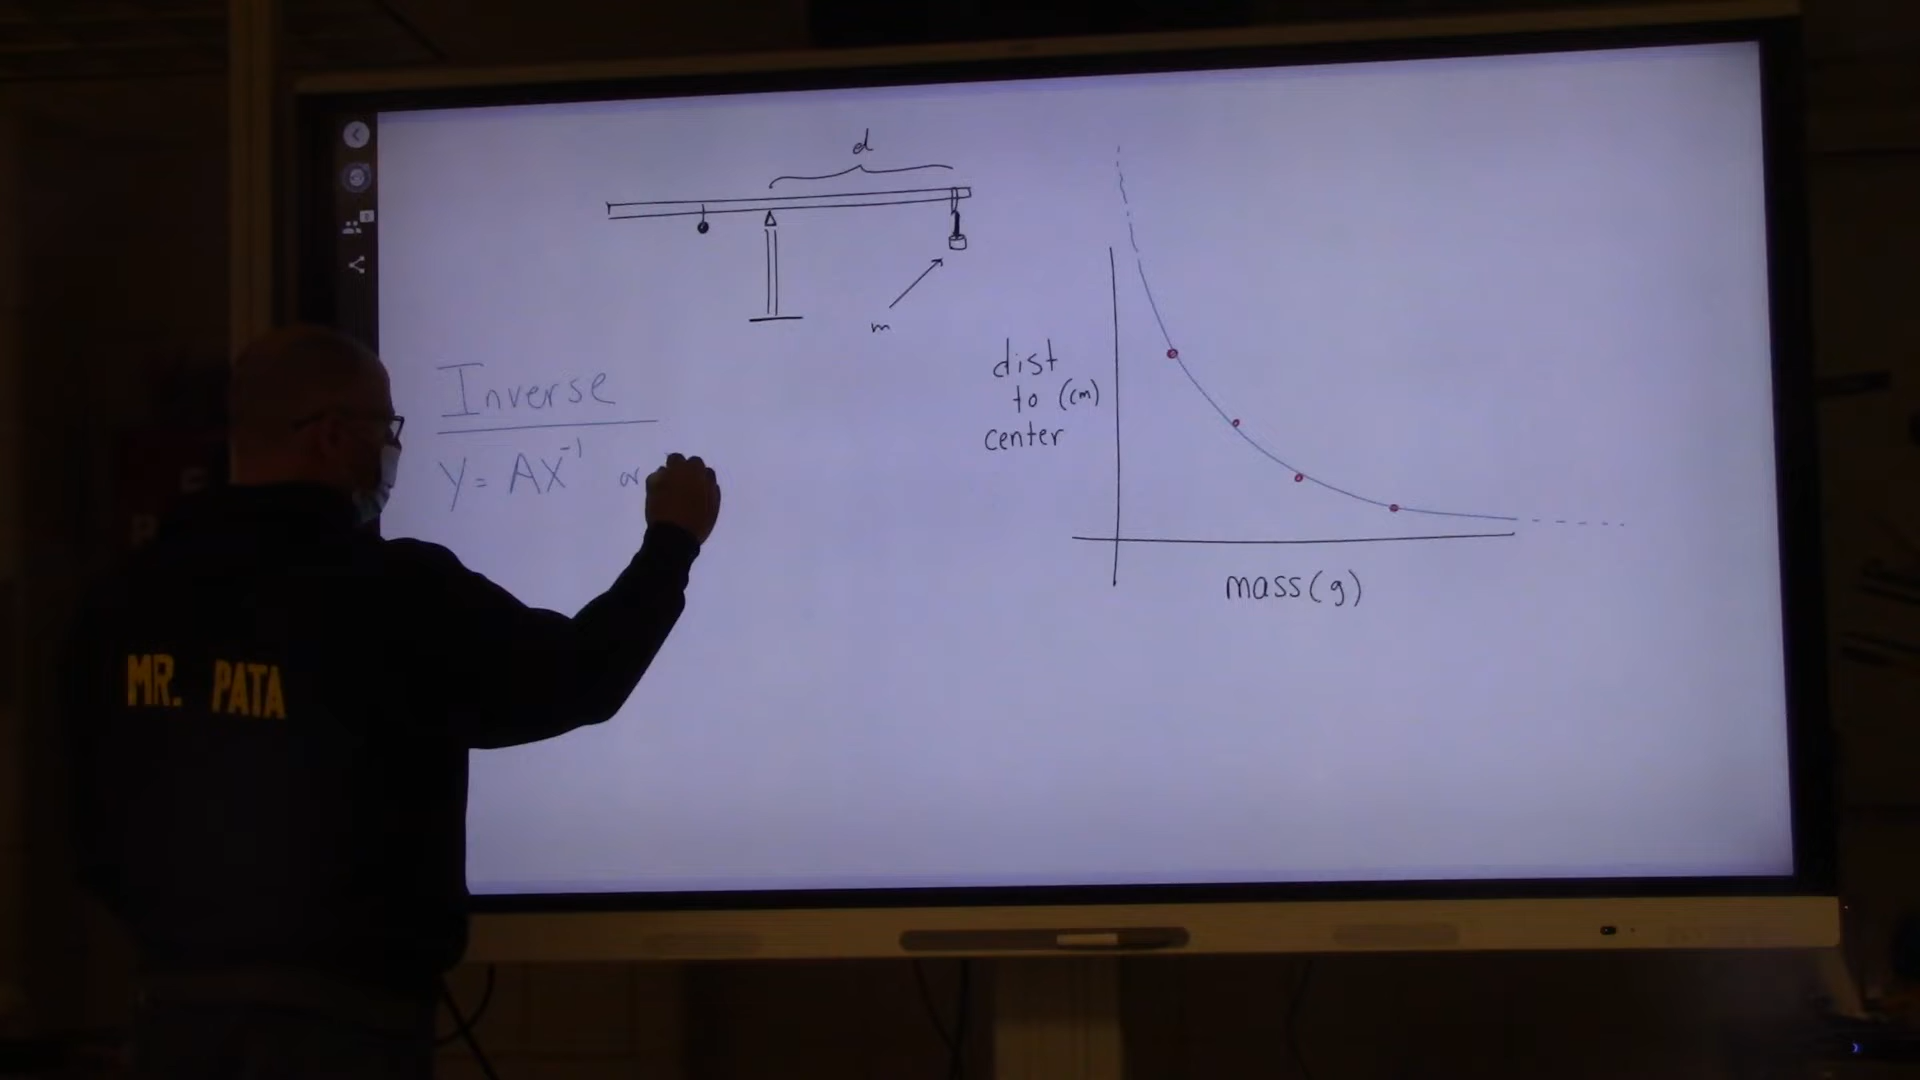 d
m
Inverse
y = Ax⁻¹ or
dist
to (cm)
center
mass (g)
MR. PATA